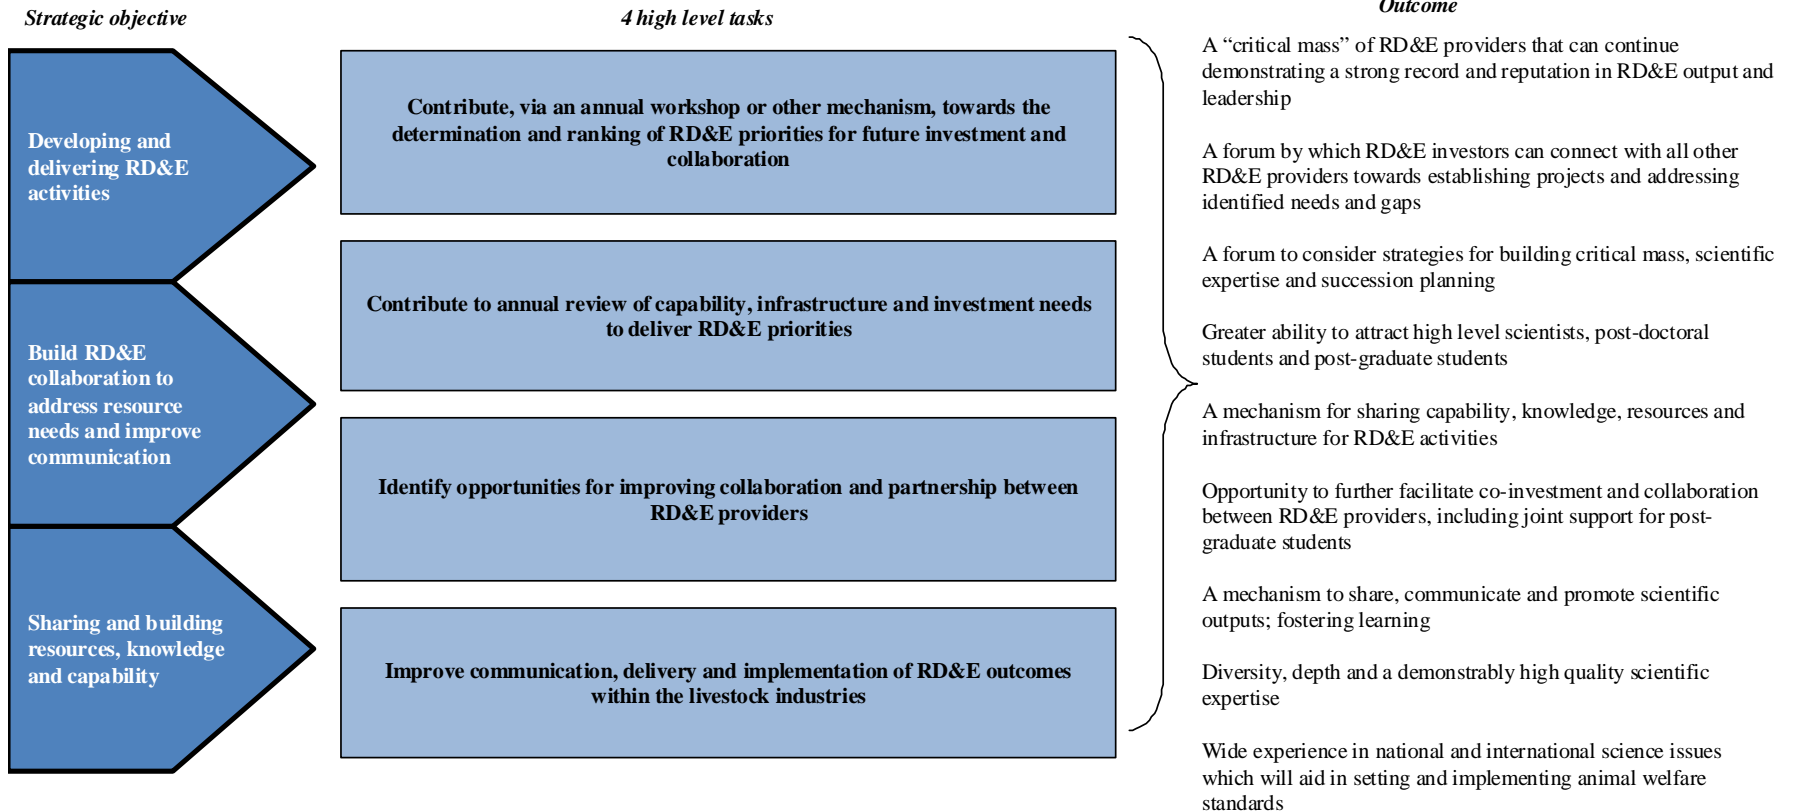 Strategic objective
4 high level tasks
Outcome
Developing and
delivering RD&E
activities
Build RD&E
collaboration to
address resource
needs and improve
communication
Sharing and building
resources, knowledge
and capability
Contribute, via an annual workshop or other mechanism, towards the
determination and ranking of RD&E priorities for future investment and
collaboration
Contribute to annual review of capability, infrastructure and investment needs
to deliver RD&E priorities
Identify opportunities for improving collaboration and partnership between
RD&E providers
Improve communication, delivery and implementation of RD&E outcomes
within the livestock industries
A “critical mass” of RD&E providers that can continue
demonstrating a strong record and reputation in RD&E output and
leadership
A forum by which RD&E investors can connect with all other
RD&E providers towards establishing projects and addressing
identified needs and gaps
A forum to consider strategies for building critical mass, scientific
expertise and succession planning
Greater ability to attract high level scientists, post-doctoral
students and post-graduate students
A mechanism for sharing capability, knowledge, resources and
infrastructure for RD&E activities
Opportunity to further facilitate co-investment and collaboration
between RD&E providers, including joint support for post-
graduate students
A mechanism to share, communicate and promote scientific
outputs; fostering learning
Diversity, depth and a demonstrably high quality scientific
expertise
Wide experience in national and international science issues
which will aid in setting and implementing animal welfare
standards